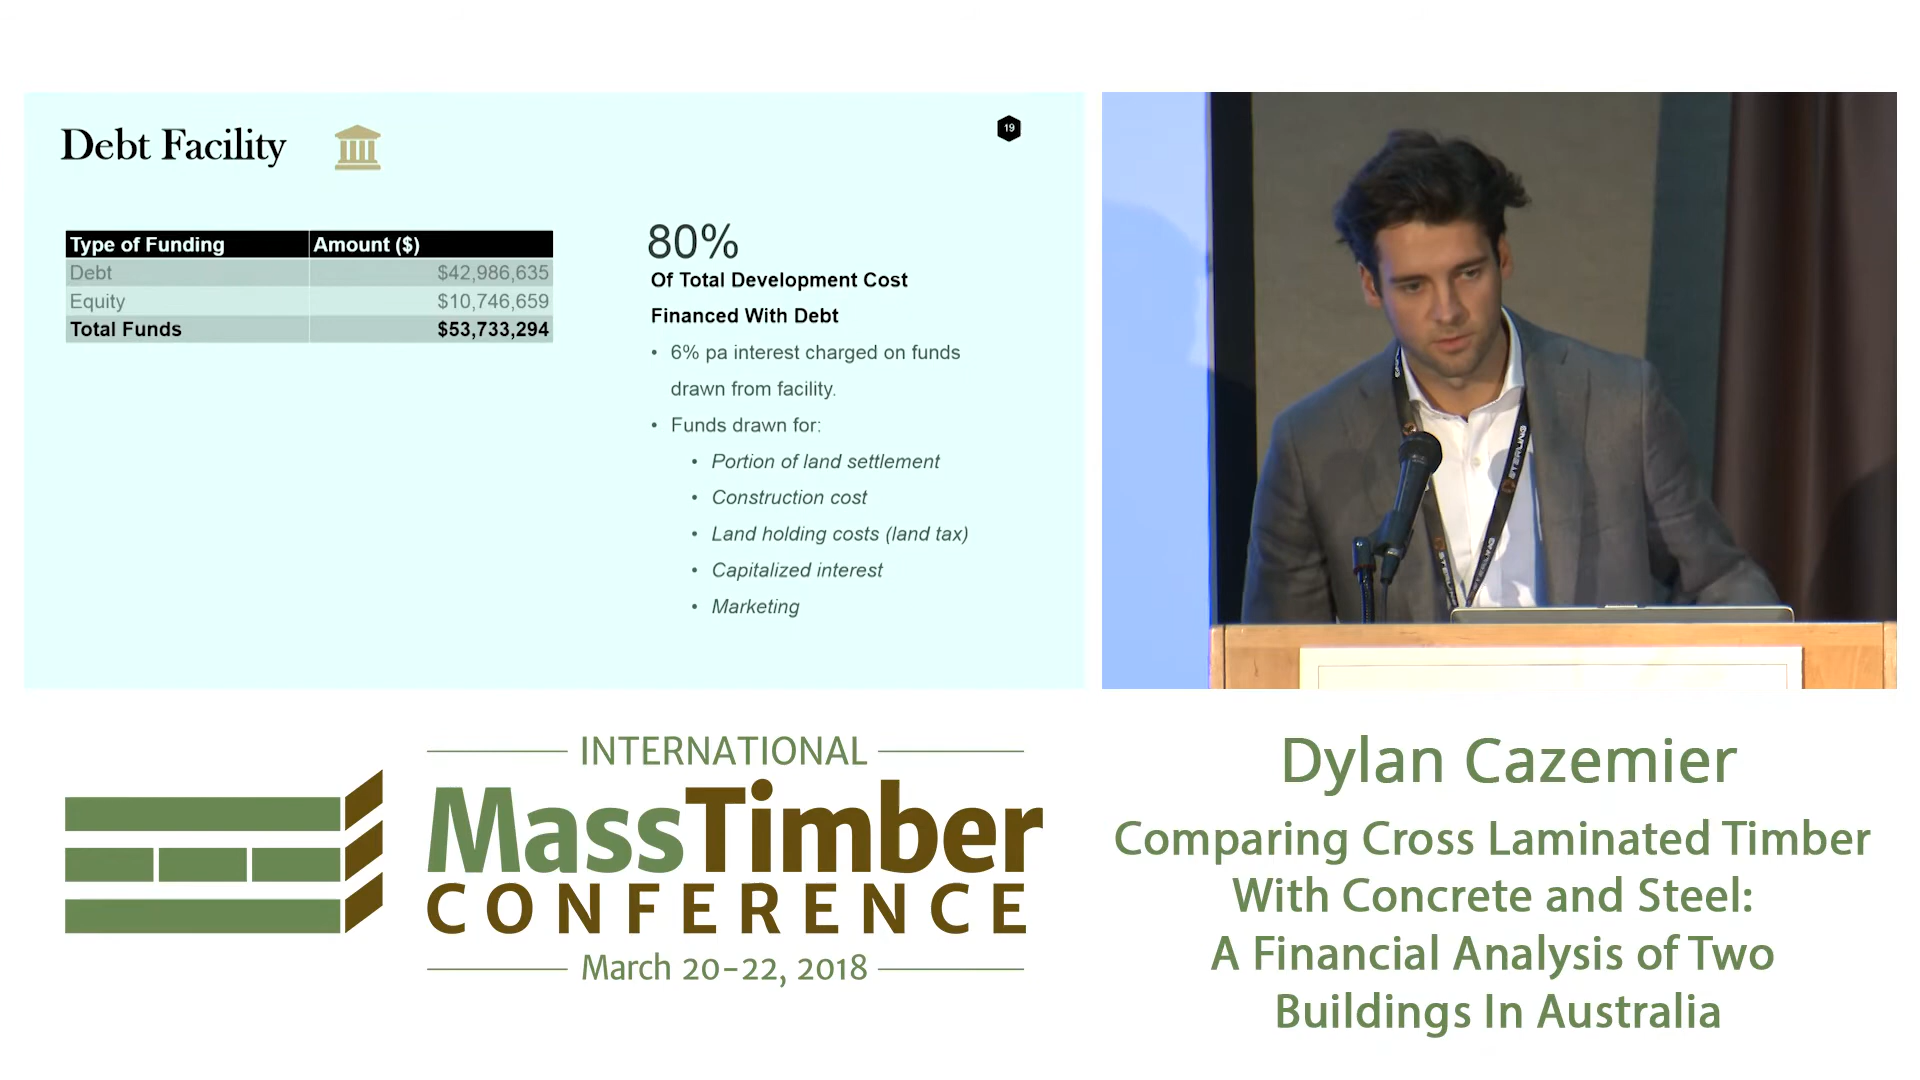 Debt Facility
19
Type of Funding Amount ($)
Debt $42,986,635
Equity $10,746,659
Total Funds $53,733,294
80%
Of Total Development Cost
Financed With Debt
• 6% pa interest charged on funds
drawn from facility.
• Funds drawn for:
• Portion of land settlement
• Construction cost
• Land holding costs (land tax)
• Capitalized interest
• Marketing
STERLING
INTERNATIONAL
MassTimber
CONFERENCE
March 20-22, 2018
Dylan Cazemier
Comparing Cross Laminated Timber
With Concrete and Steel:
A Financial Analysis of Two
Buildings In Australia